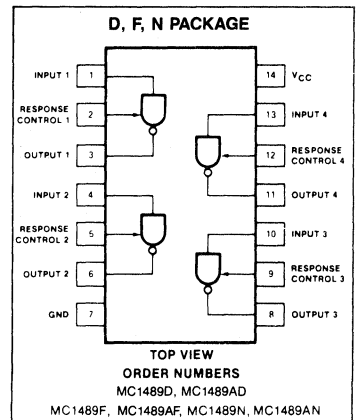 D, F, N PACKAGE
INPUT 1 1
RESPONSE CONTROL 1 2
OUTPUT 1 3
INPUT 2 4
RESPONSE CONTROL 2 5
OUTPUT 2 6
GND 7
14 VCC
13 INPUT 4
12 RESPONSE CONTROL 4
11 OUTPUT 4
10 INPUT 3
9 RESPONSE CONTROL 3
8 OUTPUT 3
TOP VIEW
ORDER NUMBERS
MC1489D, MC1489AD
MC1489F, MC1489AF, MC1489N, MC1489AN